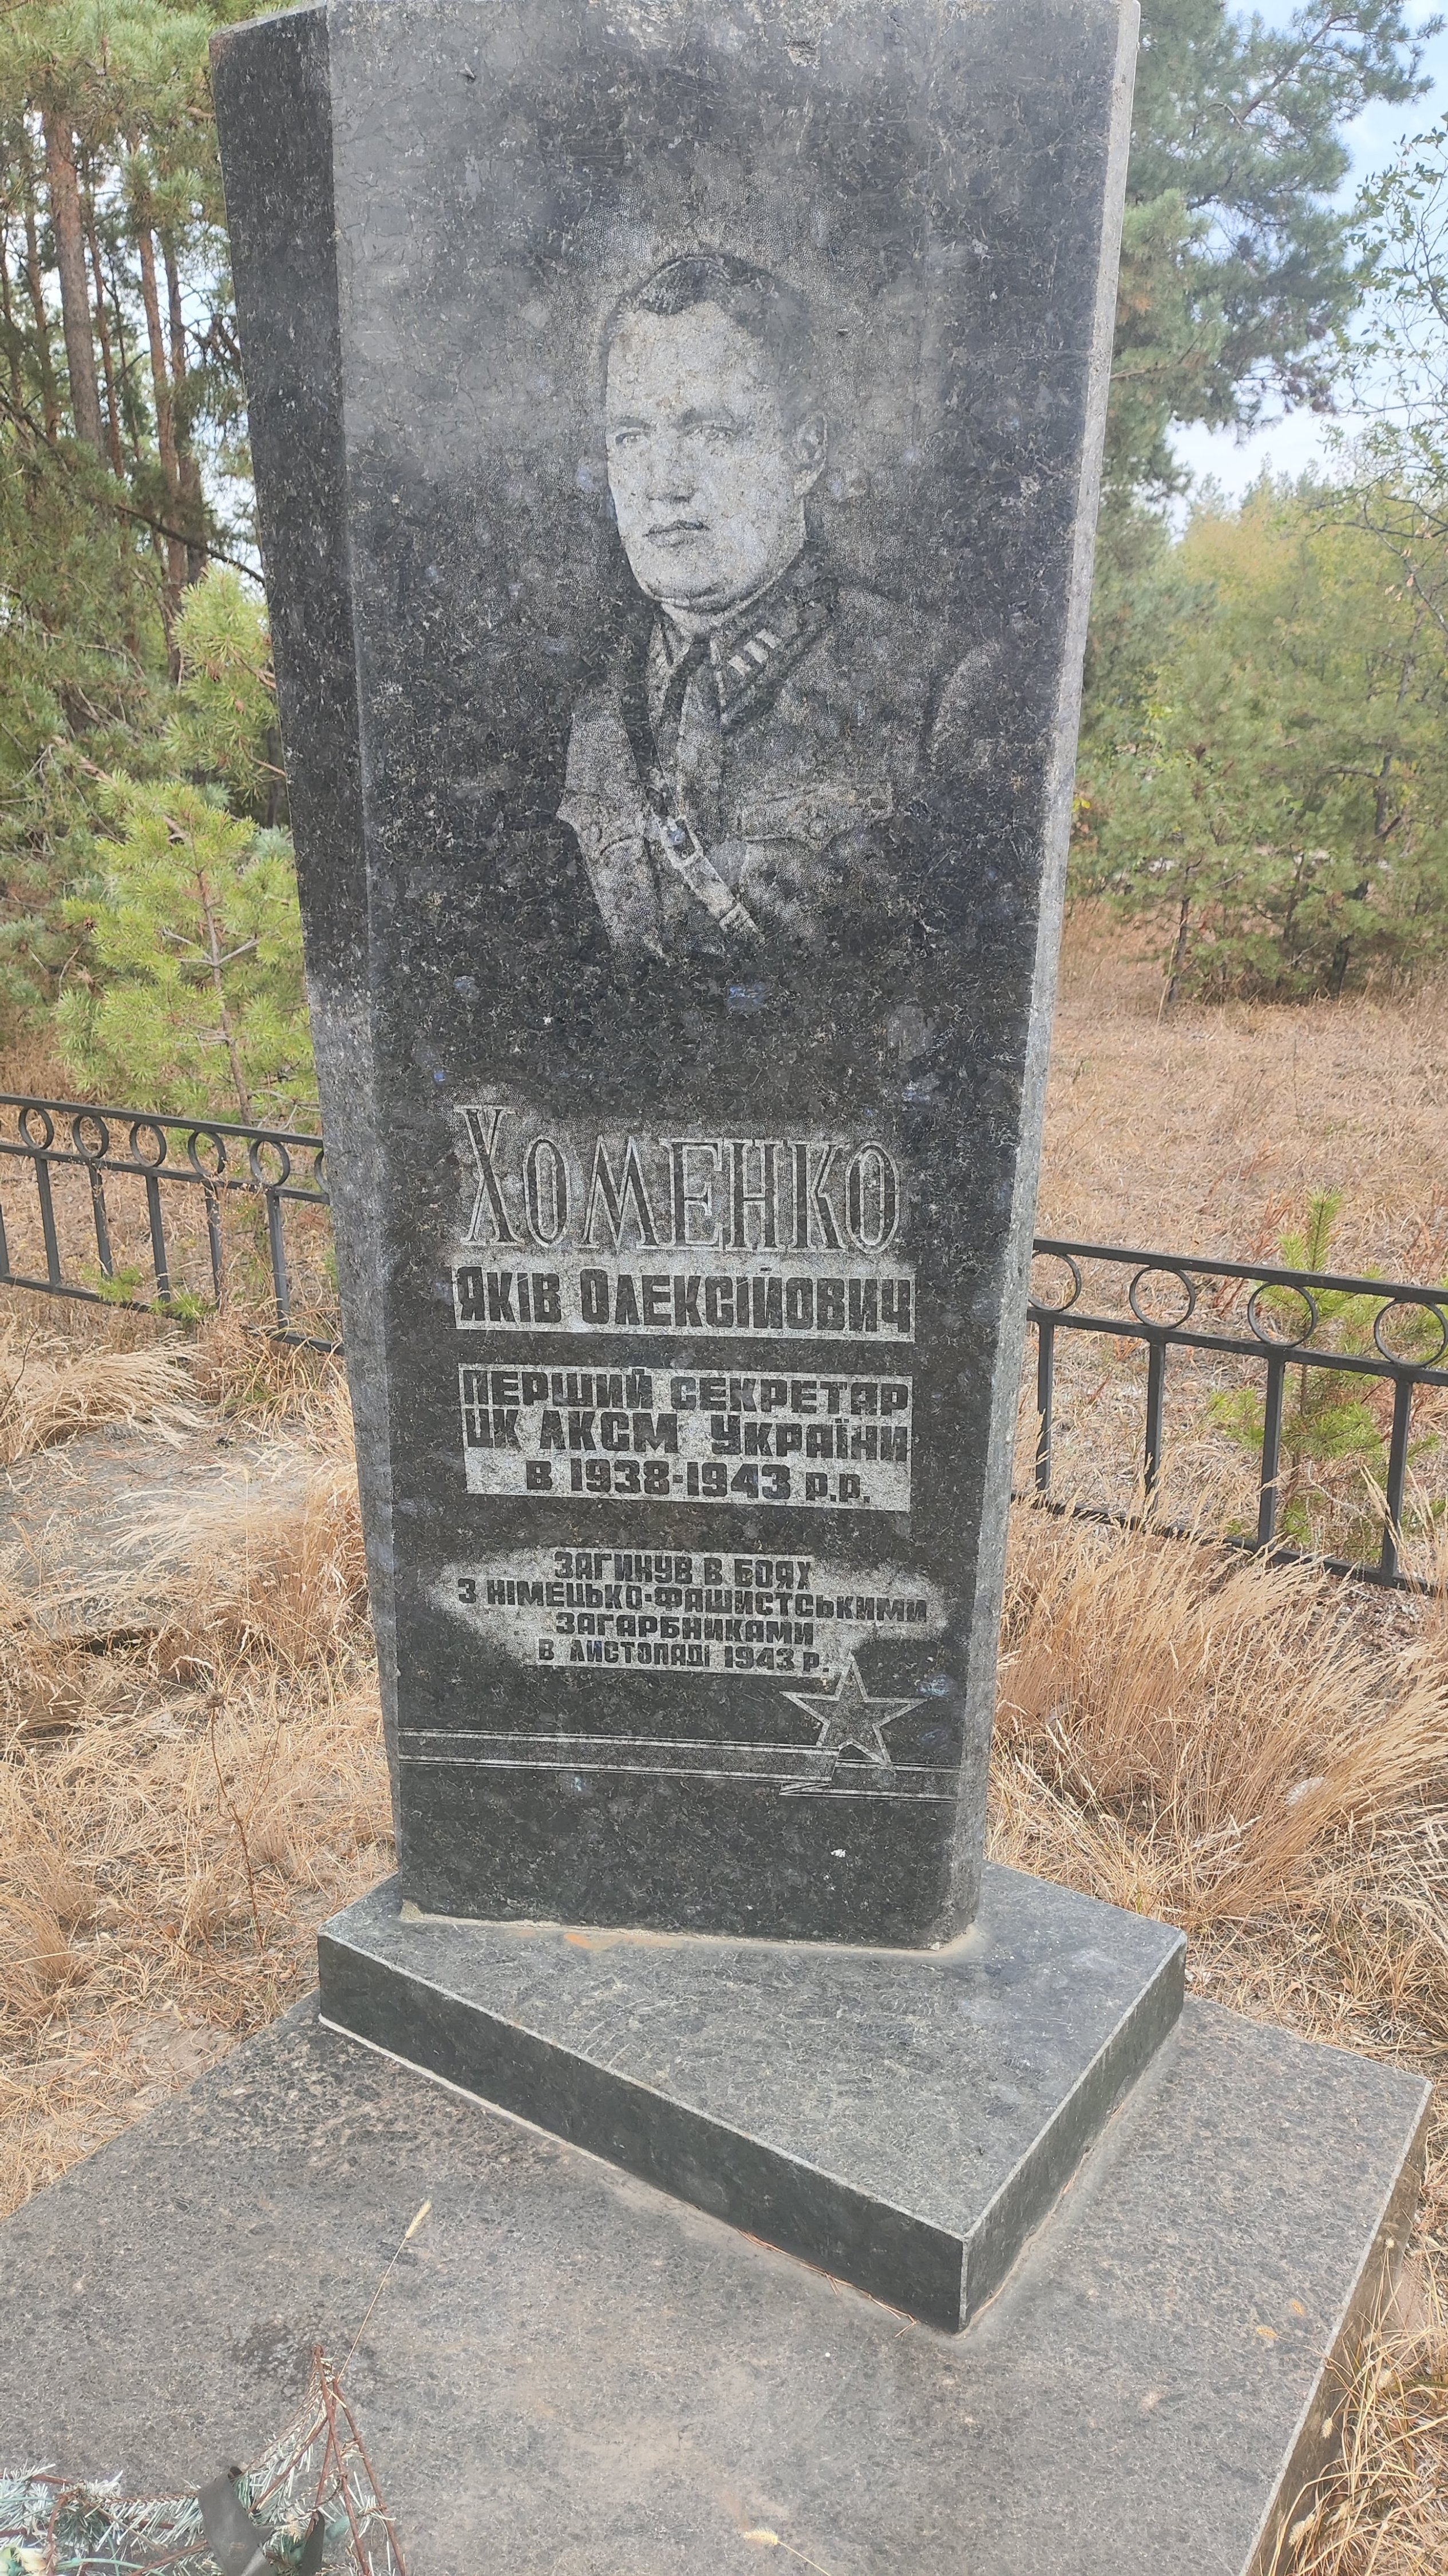 ХОМЕНКО
ЯКІВ ОЛЕКСІЙОВИЧ
ПЕРШИЙ СЕКРЕТАР
ЦК ЛКСМ УКРАЇНИ
В 1938-1943 Р.Р.
ЗАГИНУВ В БОЯХ
З НІМЕЦЬКО-ФАШИСТСЬКИМИ
ЗАГАРБНИКАМИ
В ЛИСТОПАДІ 1943 Р.